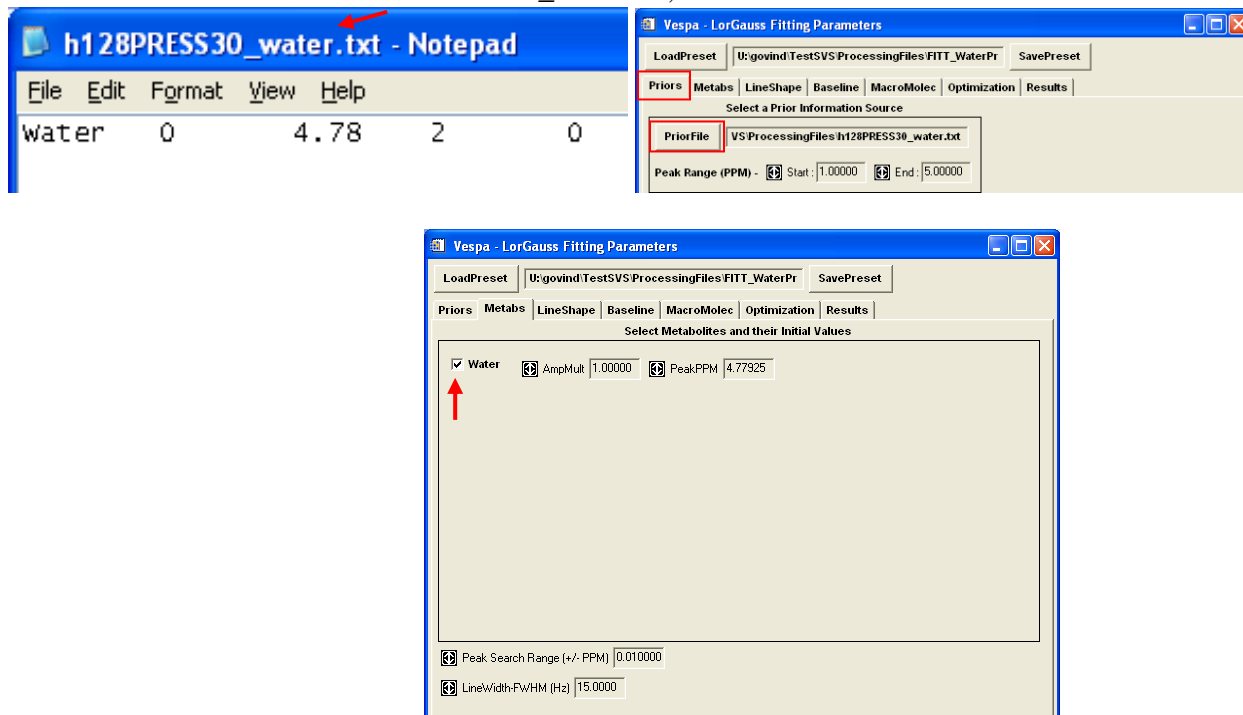 h128PRESS30_water.txt - Notepad
File Edit Format View Help
Water 0 4.78 2 0
Vespa - LorGauss Fitting Parameters
LoadPreset U:\govind\TestSVS\ProcessingFiles\FITT_WaterPr SavePreset
Priors Metabs LineShape Baseline MacroMolec Optimization Results
Select a Prior Information Source
PriorFile VS\ProcessingFiles\h128PRESS30_water.txt
Peak Range (PPM) - Start : 1.00000 End : 5.00000
Vespa - LorGauss Fitting Parameters
LoadPreset U:\govind\TestSVS\ProcessingFiles\FITT_WaterPr SavePreset
Priors Metabs LineShape Baseline MacroMolec Optimization Results
Select Metabolites and their Initial Values
Water AmpMult 1.00000 PeakPPM 4.77925
Peak Search Range (+/- PPM) 0.010000
LineWidth-FWHM (Hz) 15.0000